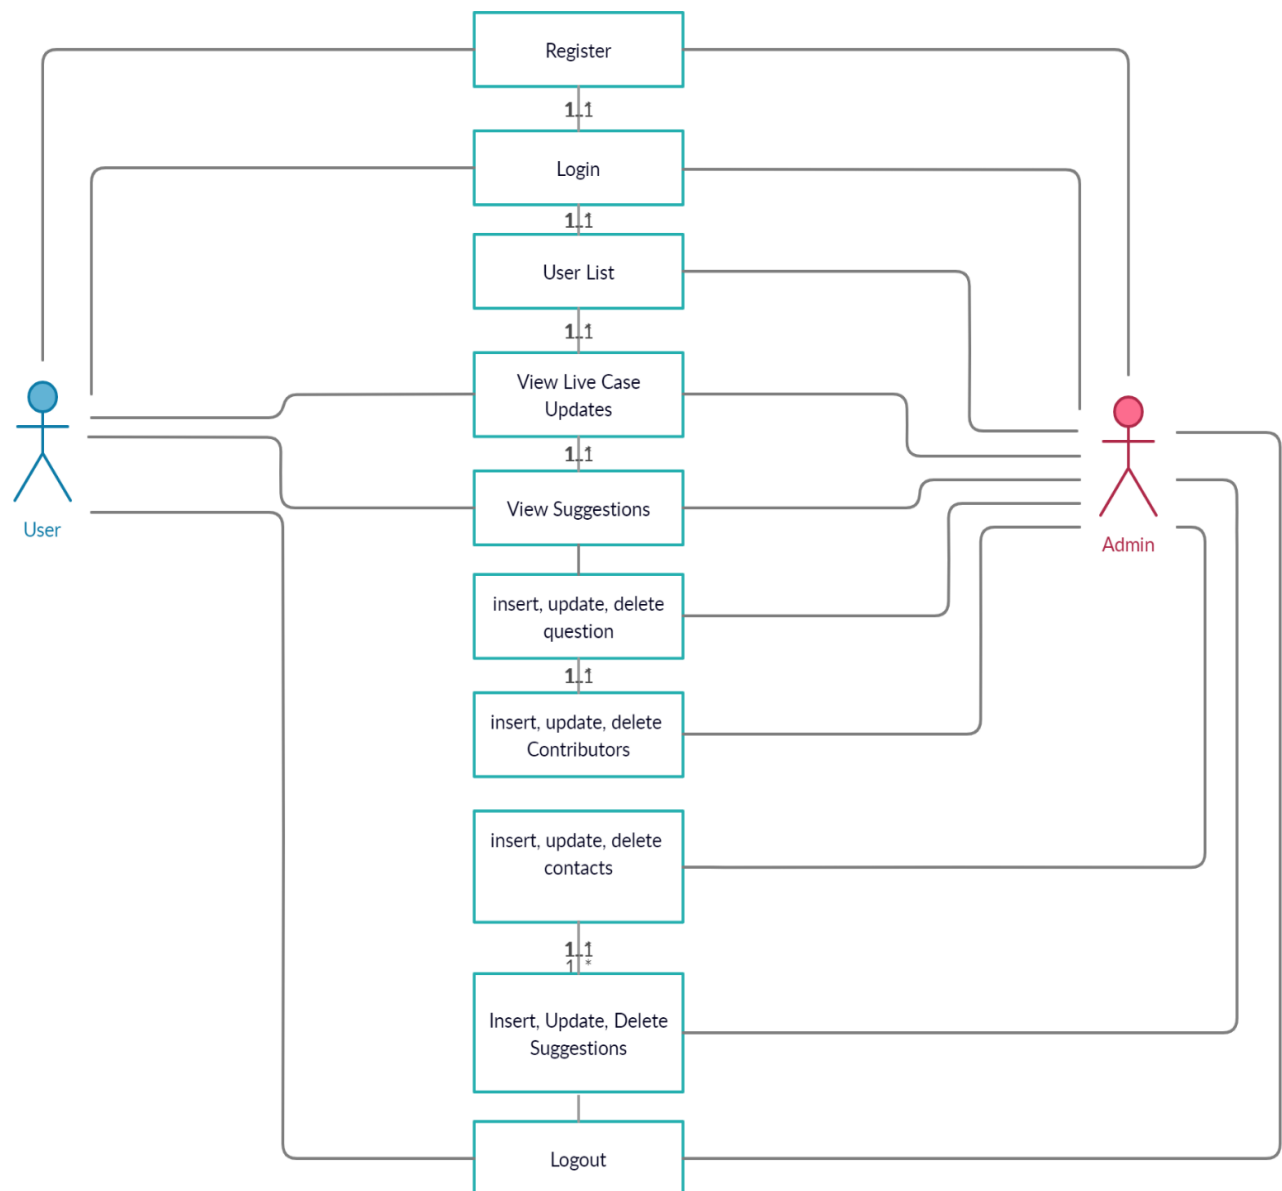 Register
1..1
Login
1..1
User List
1..1
View Live Case
Updates
1..1
View Suggestions
User
Admin
insert, update, delete
question
1..1
insert, update, delete
Contributors
insert, update, delete
contacts
1..1
1..*
Insert, Update, Delete
Suggestions
Logout